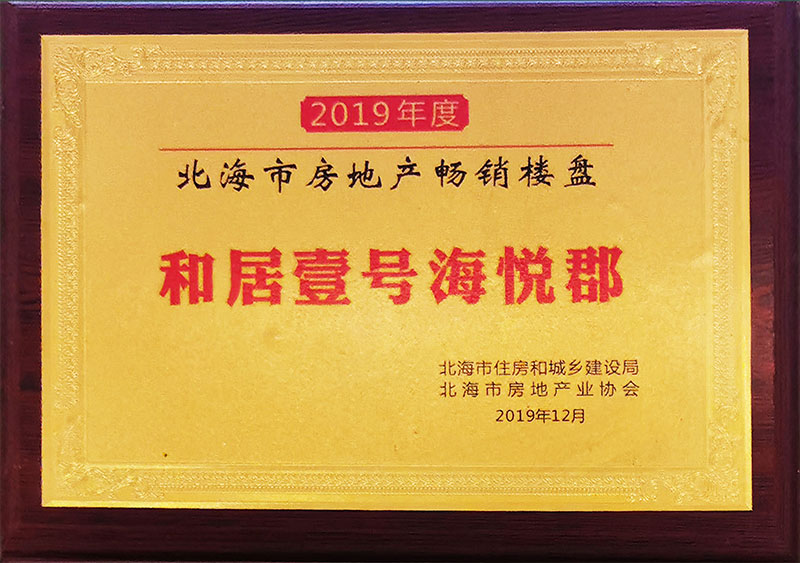 2019年度
北海市房地产畅销楼盘
和居壹号海悦郡
北海市住房和城乡建设局
北海市房地产业协会
2019年12月